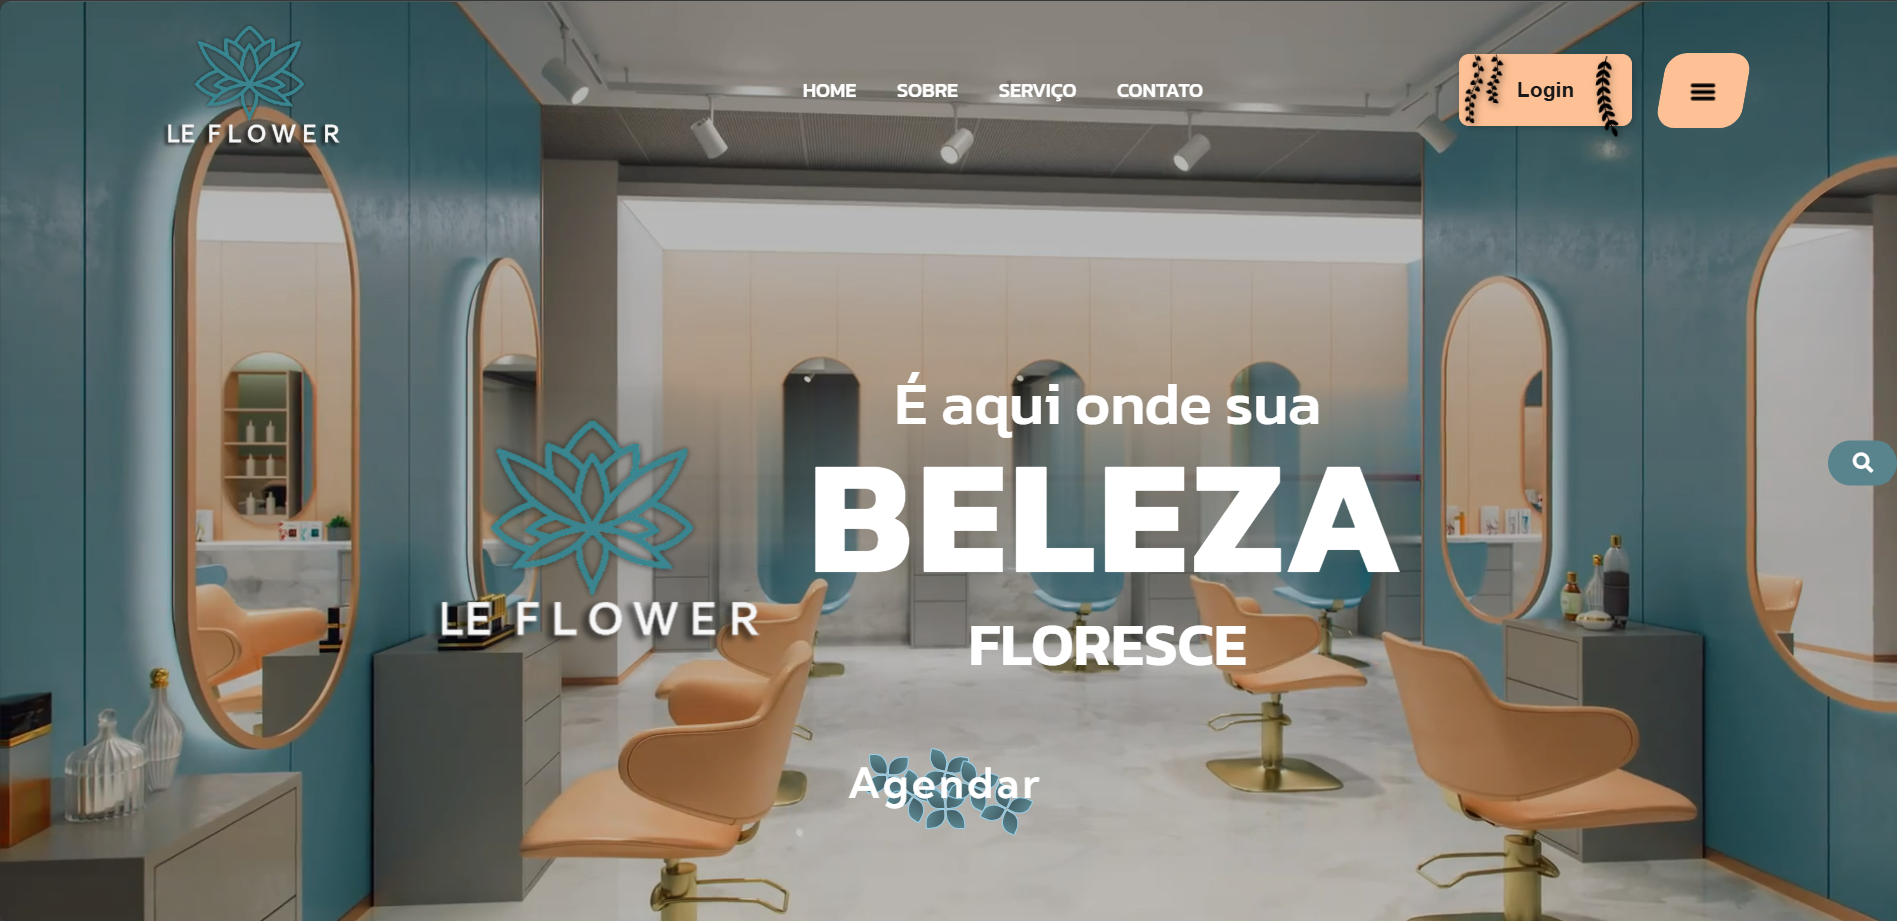 LE FLOWER
HOME SOBRE SERVIÇO CONTATO
Login
É aqui onde sua
BELEZA
FLORESCE
LE FLOWER
Agendar